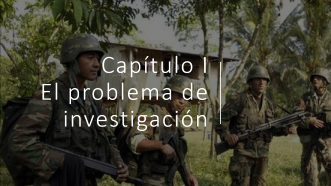 Capítulo I
El problema de
investigación